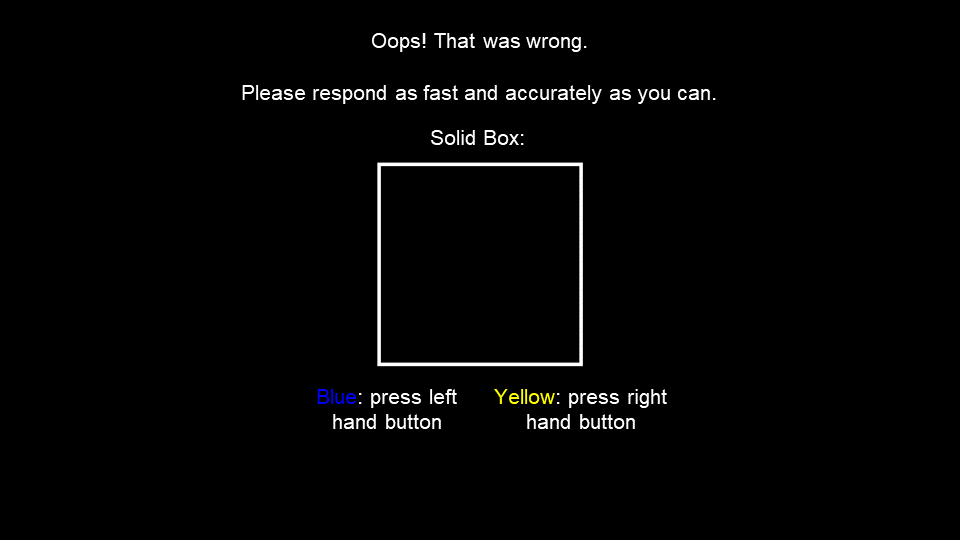 Oops! That was wrong.
Please respond as fast and accurately as you can.
Solid Box:
Blue: press left
hand button
Yellow: press right
hand button